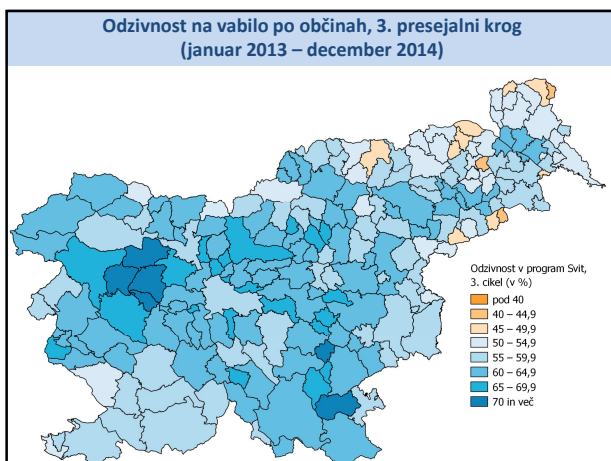 Odzivnost na vabilo po občinah, 3. presejalni krog
(januar 2013 – december 2014)
Odzivnost v program Svit,
3. cikel (v %)
pod 40
40 – 44,9
45 – 49,9
50 – 54,9
55 – 59,9
60 – 64,9
65 – 69,9
70 in več